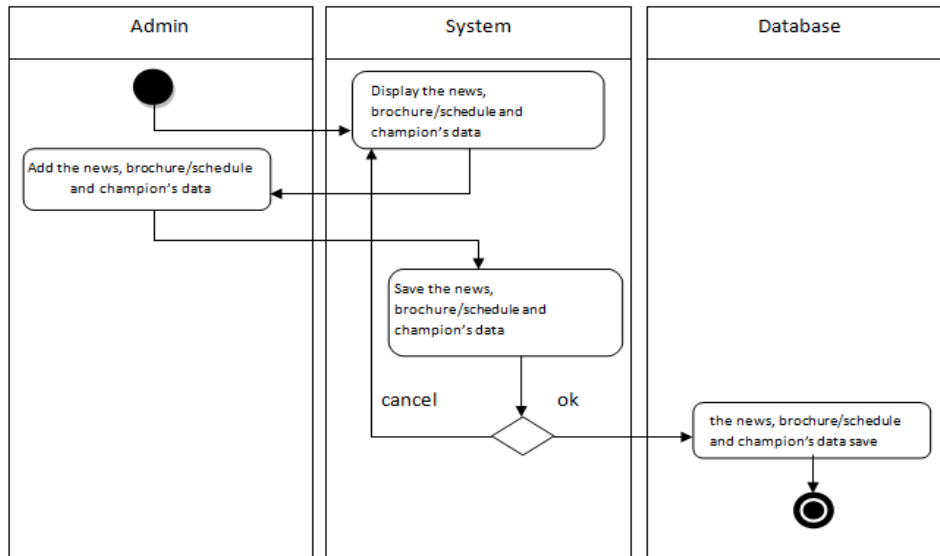 Admin
System
Database
Display the news,
brochure/schedule and
champion's data
Add the news, brochure/schedule
and champion's data
Save the news,
brochure/schedule and
champion's data
cancel
ok
the news, brochure/schedule
and champion's data save